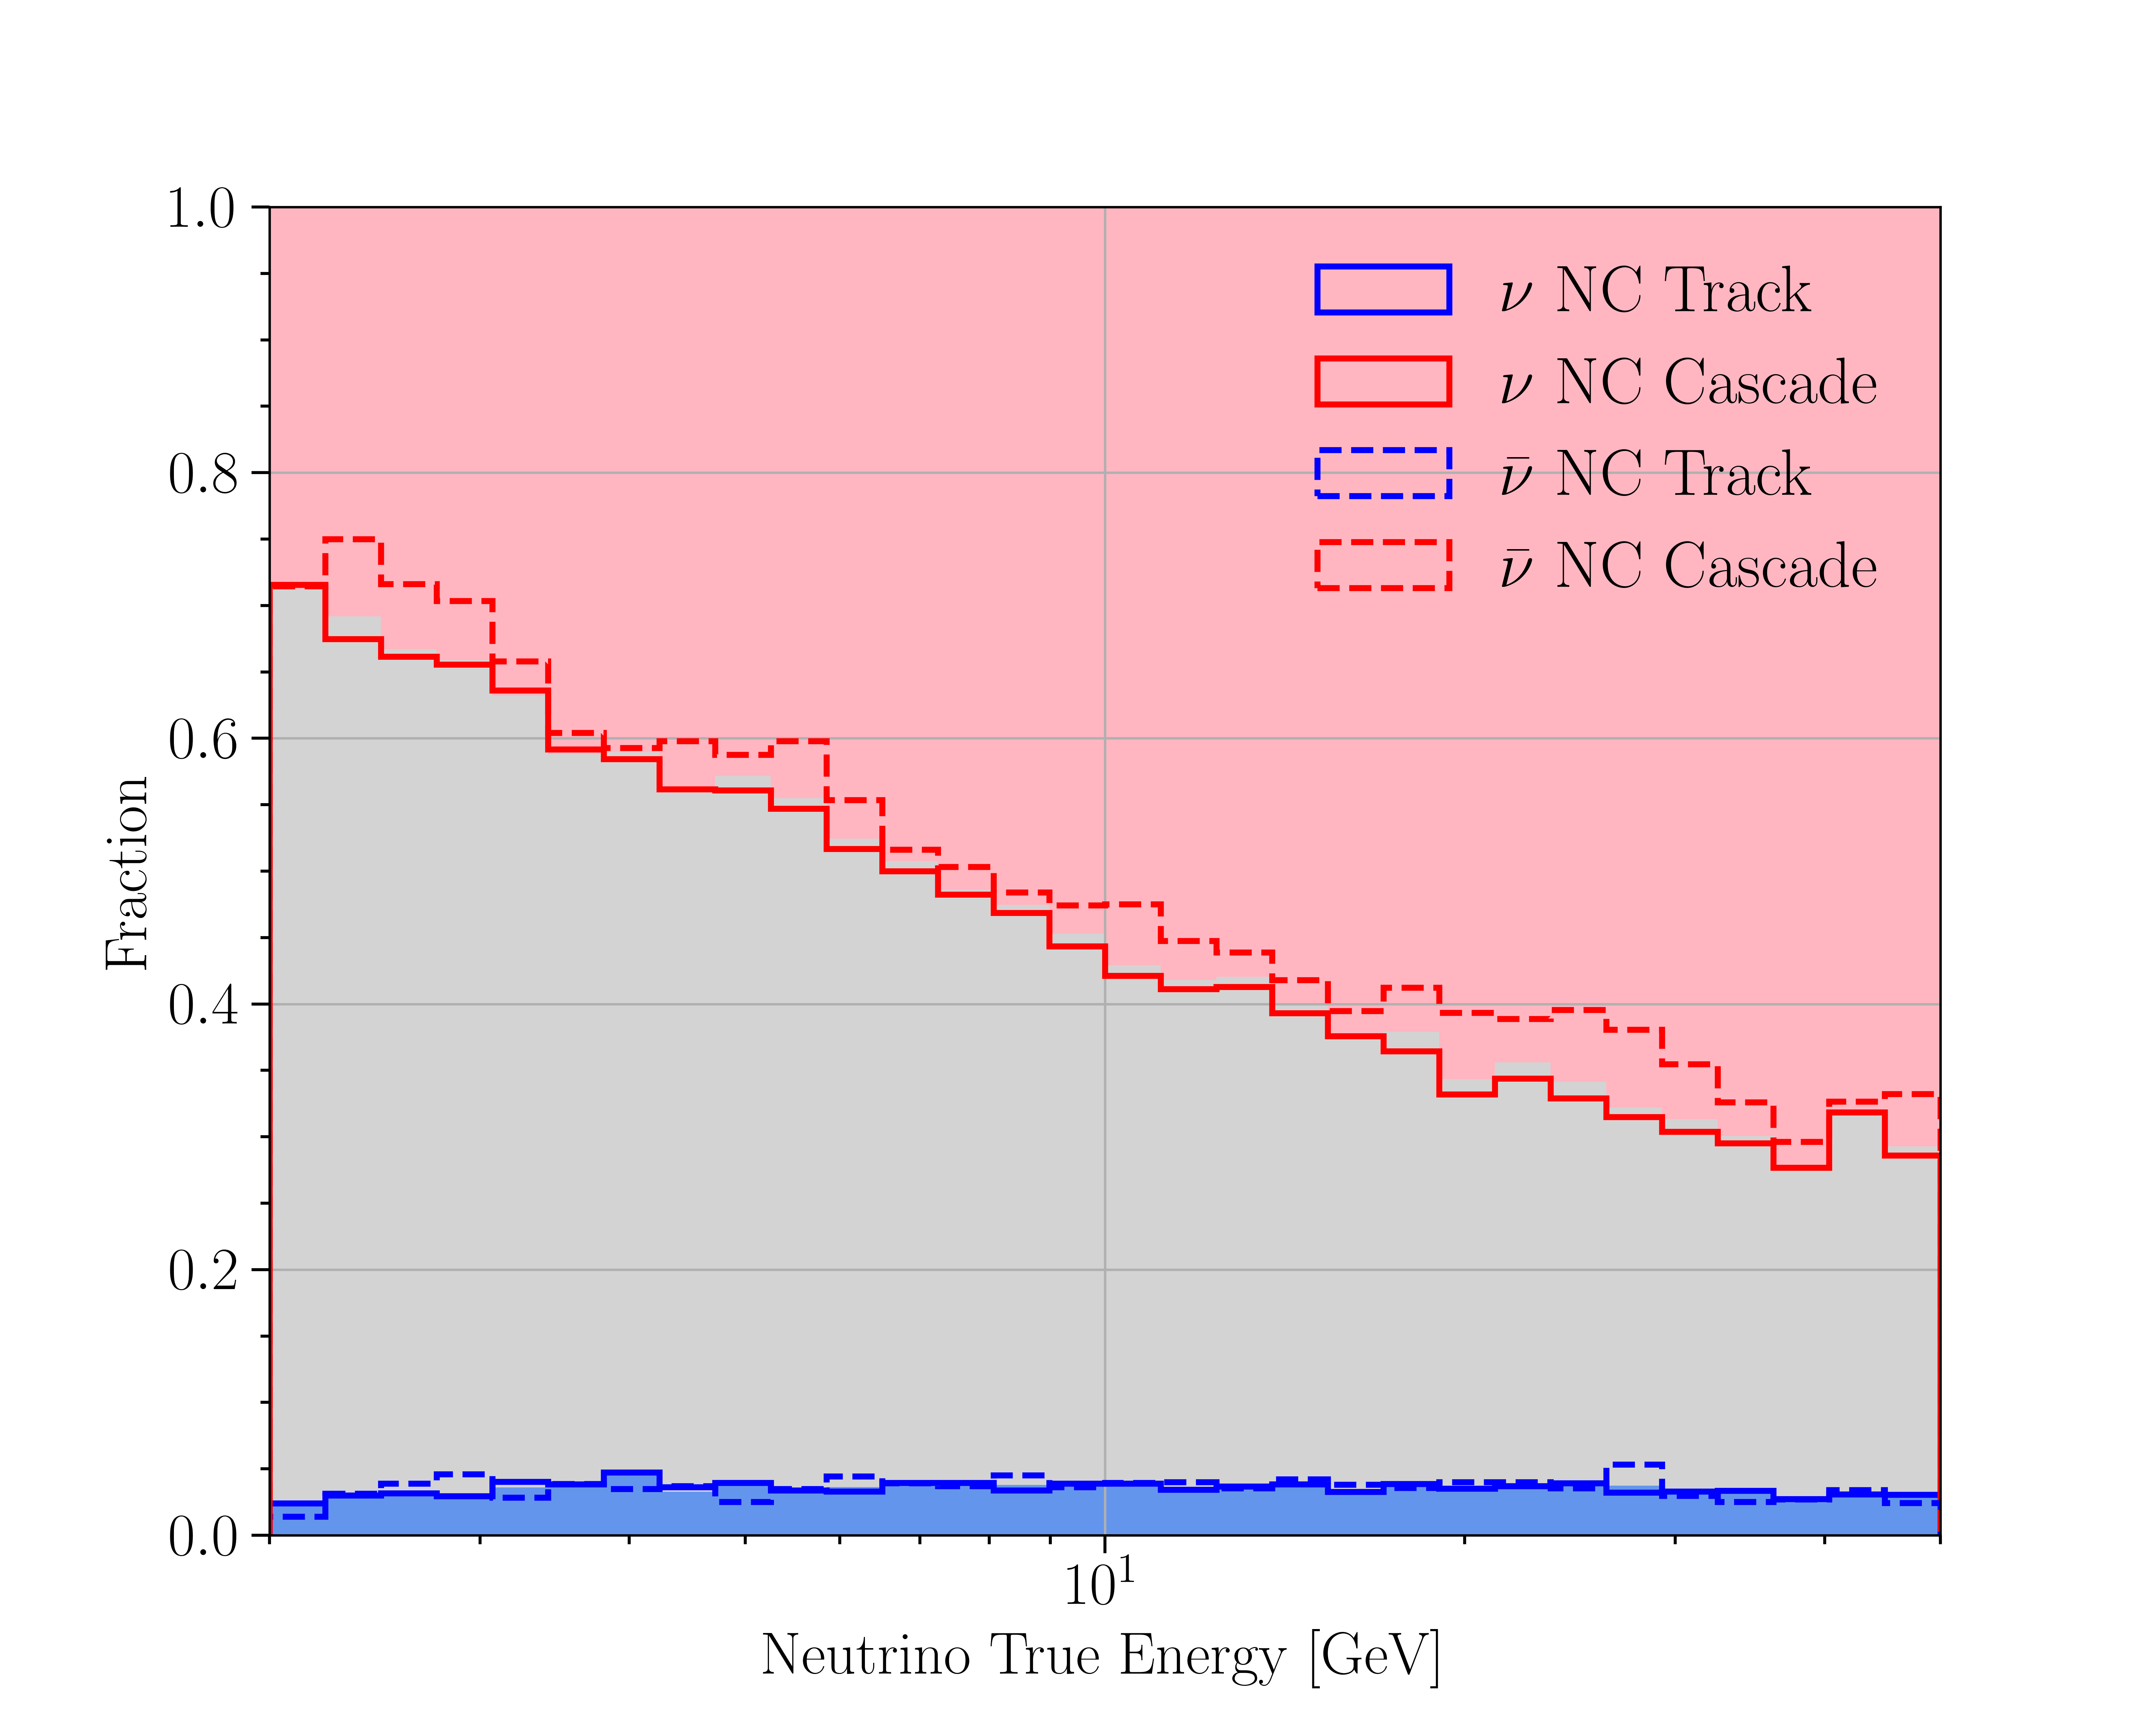 1.0
0.8
0.6
0.4
0.2
0.0
Fraction
ν NC Track
ν NC Cascade
ν̄ NC Track
ν̄ NC Cascade
10¹
Neutrino True Energy [GeV]